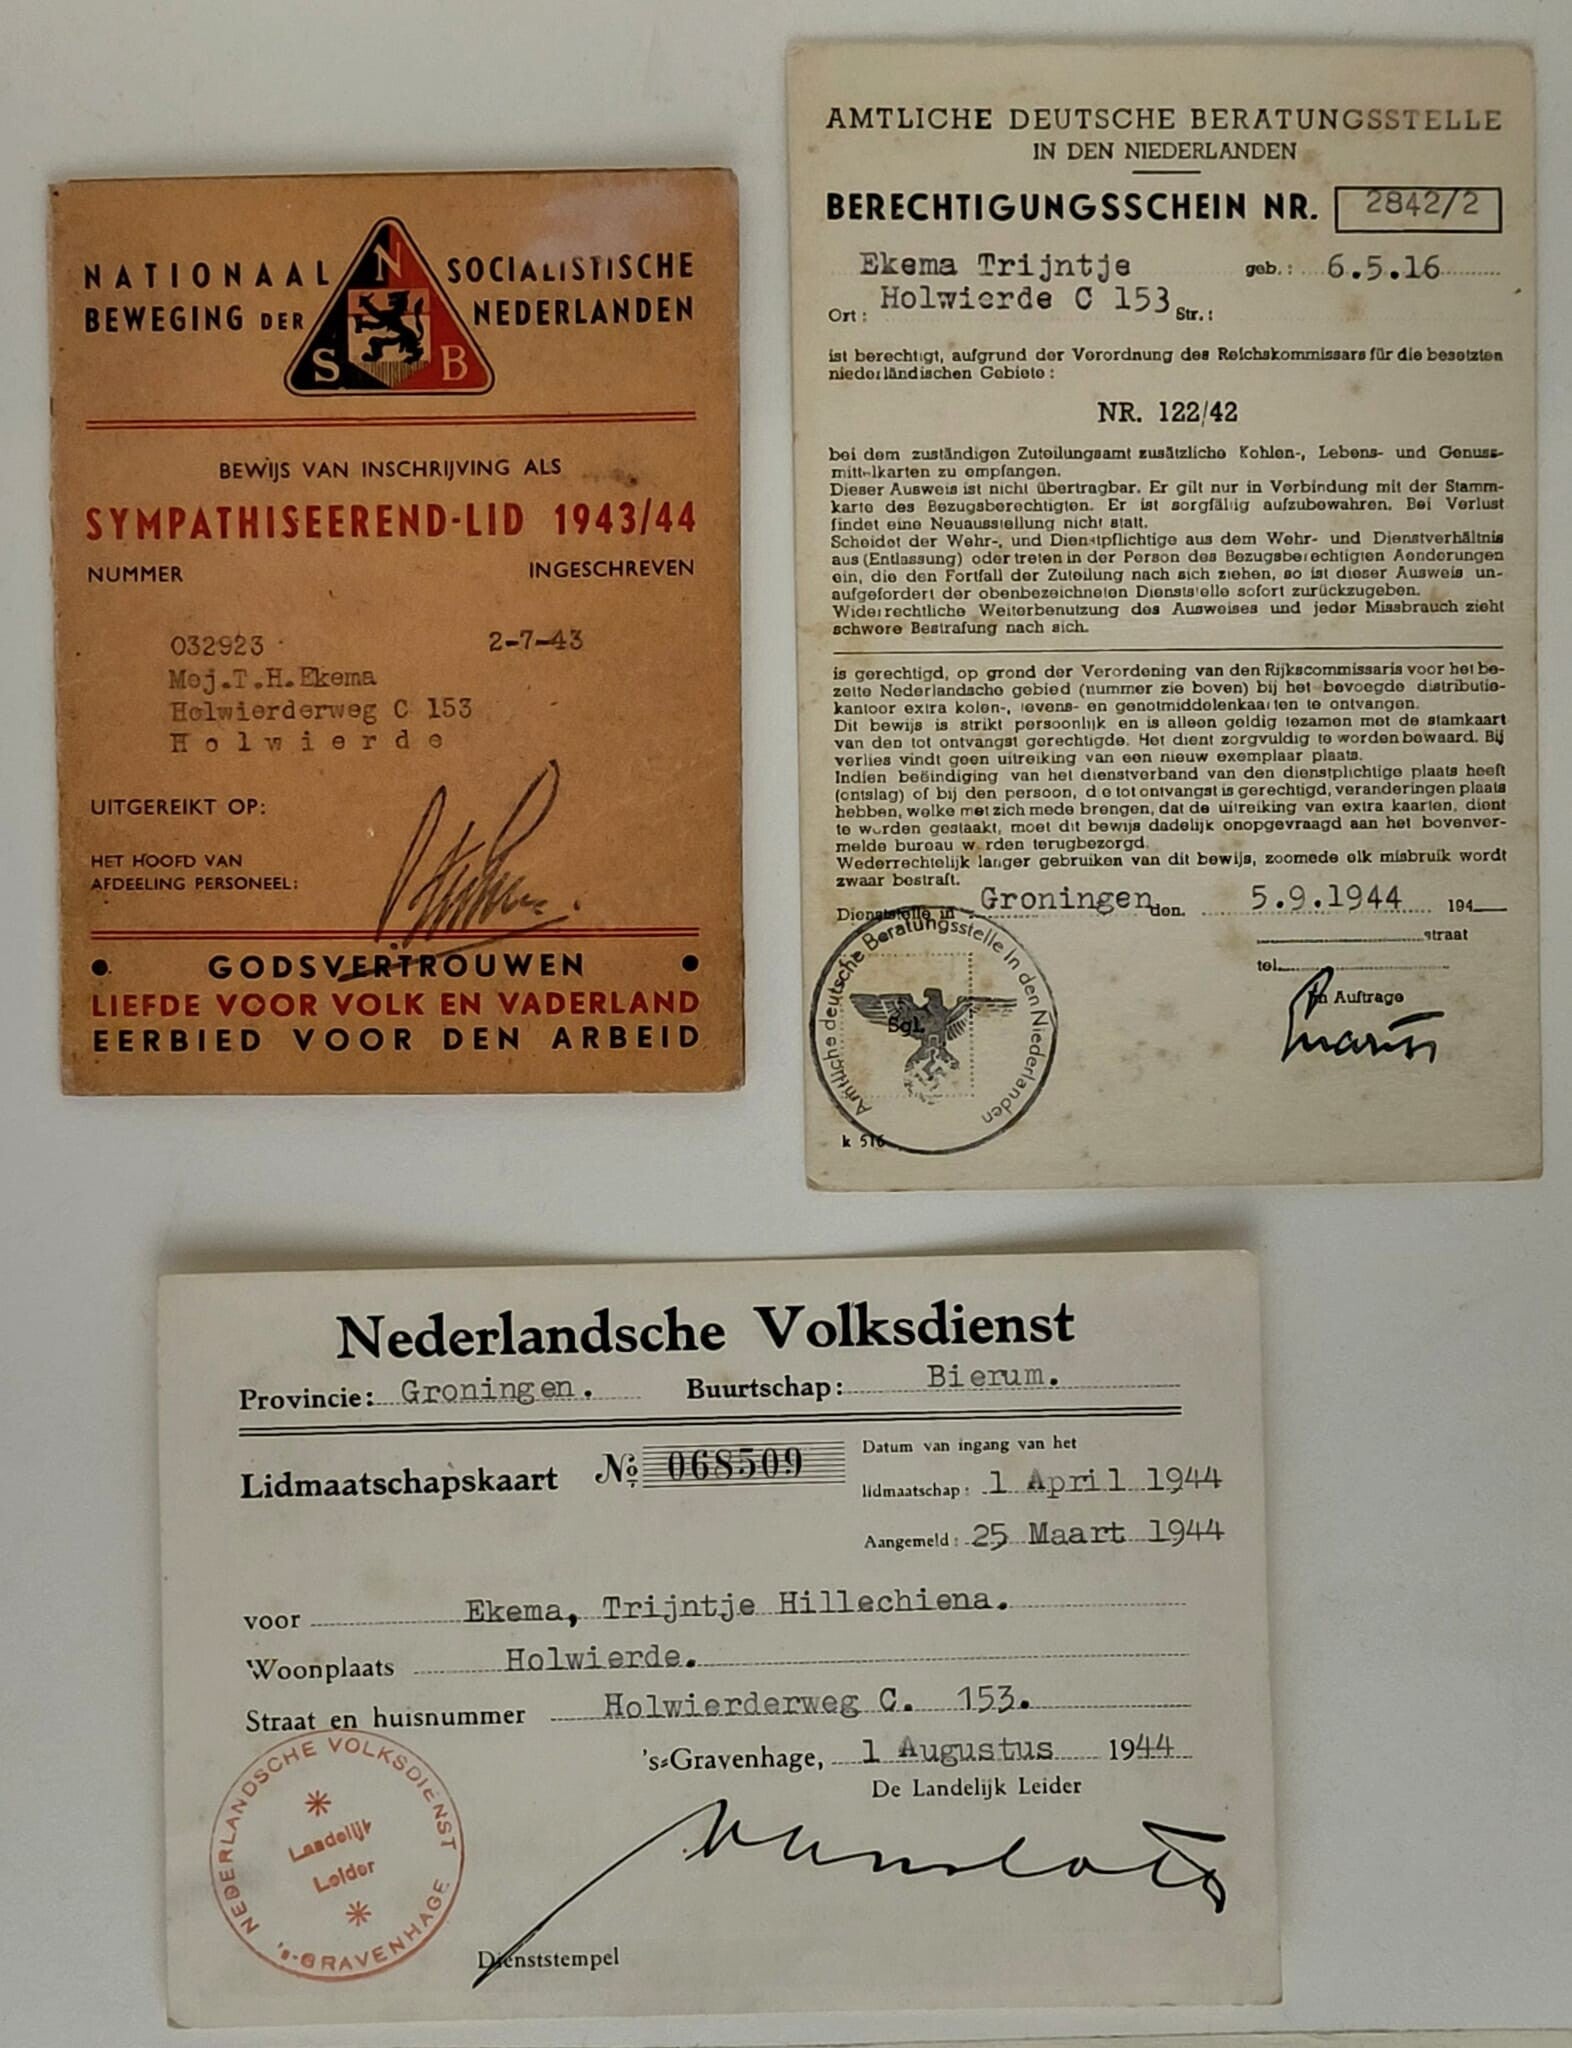 NATIONAAL SOCIALISTISCHE
BEWEGING DER NEDERLANDEN
N
S B
BEWIJS VAN INSCHRIJVING ALS
SYMPATHISEEREND-LID 1943/44
NUMMER INGESCHREVEN
032923 2-7-43
Mej.T.H.Ekema
Holwierderweg C 153
Holwierde
UITGEREIKT OP:
HET HOOFD VAN
AFDEELING PERSONEEL:
GODSVERTROUWEN
LIEFDE VOOR VOLK EN VADERLAND
EERBIED VOOR DEN ARBEID
AMTLICHE DEUTSCHE BERATUNGSSTELLE
IN DEN NIEDERLANDEN
BERECHTIGUNGSSCHEIN NR. 2842/2
Ekema Trijntje geb.: 6.5.16
Ort: Holwierde C 153 Str.:
ist berechtigt, aufgrund der Verordnung des Reichskommissars für die besetzten
niederländischen Gebiete:
NR. 122/42
bei dem zuständigen Zuteilungsamt zusätzliche Kohlen-, Lebens- und Genuss-
mittelkarten zu empfangen.
Dieser Ausweis ist nicht übertragbar. Er gilt nur in Verbindung mit der Stamm-
karte des Bezugsberechtigten. Er ist sorgfältig aufzubewahren. Bei Verlust
findet eine Neuausstellung nicht statt.
Scheidet der Wehr-, und Dienstpflichtige aus dem Wehr- und Dienstverhältnis
aus (Entlassung) oder treten in der Person des Bezugsberechtigten Aenderungen
ein, die den Fortfall der Zuteilung nach sich ziehen, so ist dieser Ausweis un-
aufgefordert der obenbezeichneten Dienststelle sofort zurückzugeben.
Widerrechtliche Weiterbenutzung des Ausweises und jeder Missbrauch zieht
schwere Bestrafung nach sich.
is gerechtigd, op grond der Verordening van den Rijkscommissaris voor het be-
zette Nederlandsche gebied (nummer zie boven) bij het bevoegde distributie-
kantoor extra kolen-, levens- en genotmiddelenkaarten te ontvangen.
Dit bewijs is strikt persoonlijk en is alleen geldig tezamen met de stamkaart
van den tot ontvangst gerechtigde. Het dient zorgvuldig te worden bewaard. Bij
verlies vindt geen uitreiking van een nieuw exemplaar plaats.
Indien beëindiging van het dienstverband van den dienstplichtige plaats heeft
(ontslag) of bij den persoon, die tot ontvangst is gerechtigd, veranderingen plaats
hebben, welke met zich mede brengen, dat de uitreiking van extra kaarten, dient
te worden gestaakt, moet dit bewijs dadelijk onopgevraagd aan het bovenver-
melde bureau worden terugbezorgd.
Wederrechtelijk langer gebruiken van dit bewijs, zoomede elk misbruik wordt
zwaar bestraft.
Dienststelle in Groningen den. 5.9.1944 194
straat
tel.
Im Auftrage
Amtliche deutsche Beratungsstelle in den Niederlanden
Sgl.
k 516
Nederlandsche Volksdienst
Provincie: Groningen. Buurtschap: Bierum.
Lidmaatschapskaart No. 068509
Datum van ingang van het
lidmaatschap: 1 April 1944
Aangemeld: 25 Maart 1944
voor Ekema, Trijntje Hillechiena.
Woonplaats Holwierde.
Straat en huisnummer Holwierderweg C. 153.
's-Gravenhage, 1 Augustus 1944
De Landelijk Leider
NEDERLANDSCHE VOLKSDIENST
Landelijk
Leider
's-GRAVENHAGE
Dienststempel